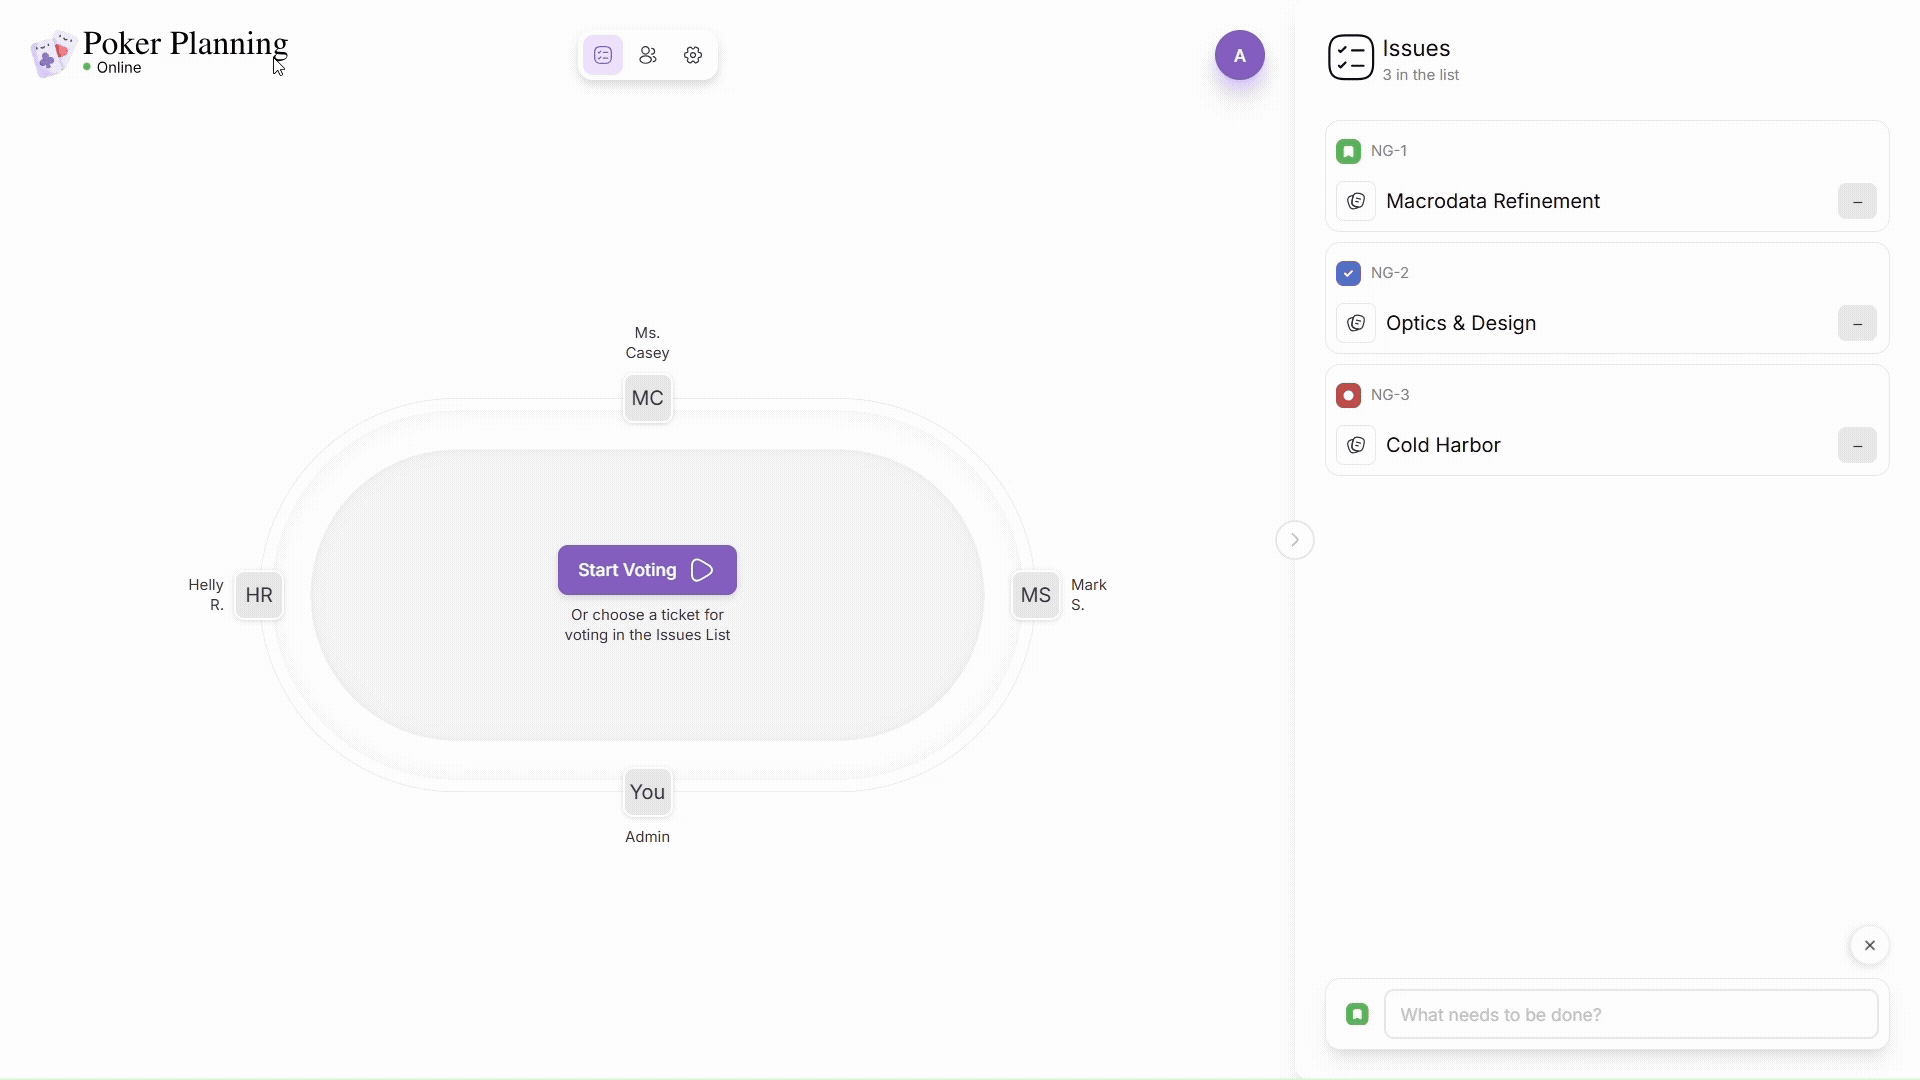 Poker Planning
Online
A
Issues
3 in the list
NG-1
Macrodata Refinement
–
NG-2
Optics & Design
–
NG-3
Cold Harbor
–
Ms.
Casey
MC
Helly
R.
HR
Start Voting
Or choose a ticket for
voting in the Issues List
MS
Mark
S.
You
Admin
What needs to be done?